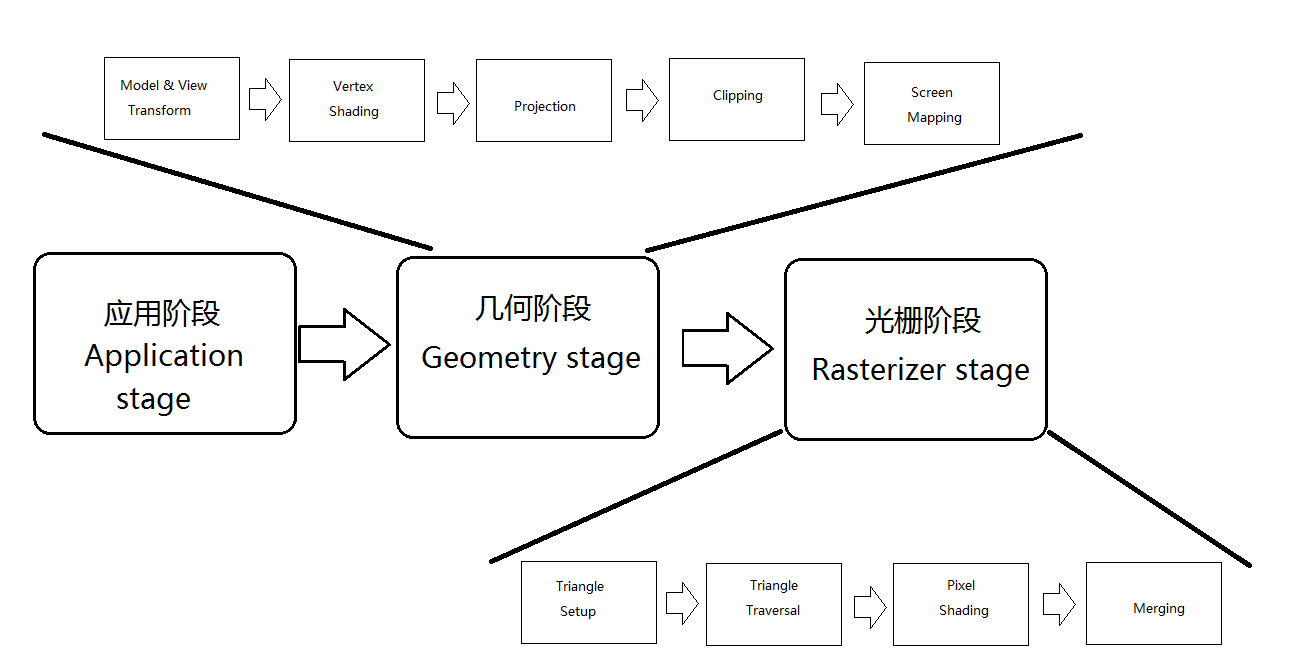 Model & View
Transform
Vertex
Shading
Projection
Clipping
Screen
Mapping
应用阶段
Application
stage
几何阶段
Geometry stage
光栅阶段
Rasterizer stage
Triangle
Setup
Triangle
Traversal
Pixel
Shading
Merging